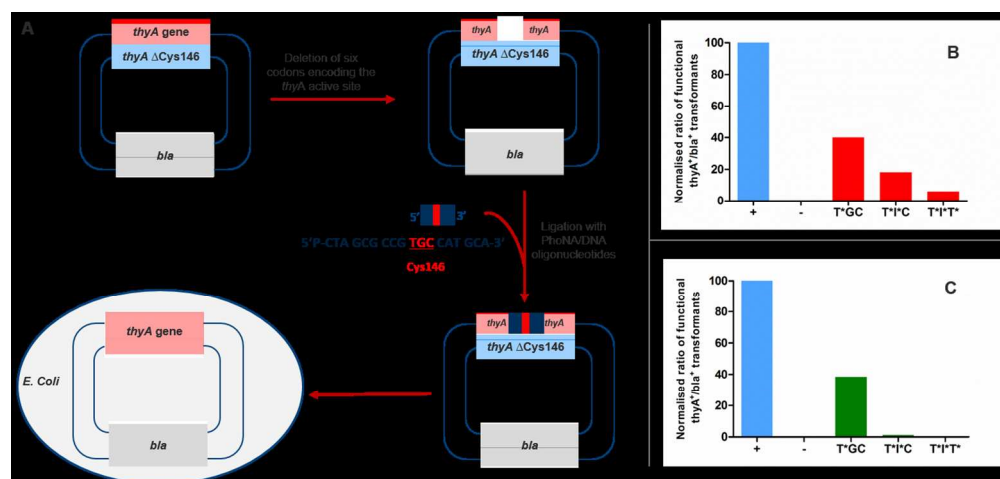 A
thyA gene
thyA ΔCys146
bla
Deletion of six
codons encoding the
thyA active site
thyA thyA
thyA ΔCys146
bla
5' 3'
5'P-CTA GCG CCG TGC CAT GCA-3'
Cys146
Ligation with
PhoNA/DNA
oligonucleotides
thyA thyA
thyA ΔCys146
bla
E. Coli
thyA gene
bla
B
Normalised ratio of functional
thyA+/bla+ transformants
100
80
60
40
20
0
+ - T*GC T*I*C T*I*T*
C
Normalised ratio of functional
thyA+/bla+ transformants
100
80
60
40
20
0
+ - T*GC T*I*C T*I*T*